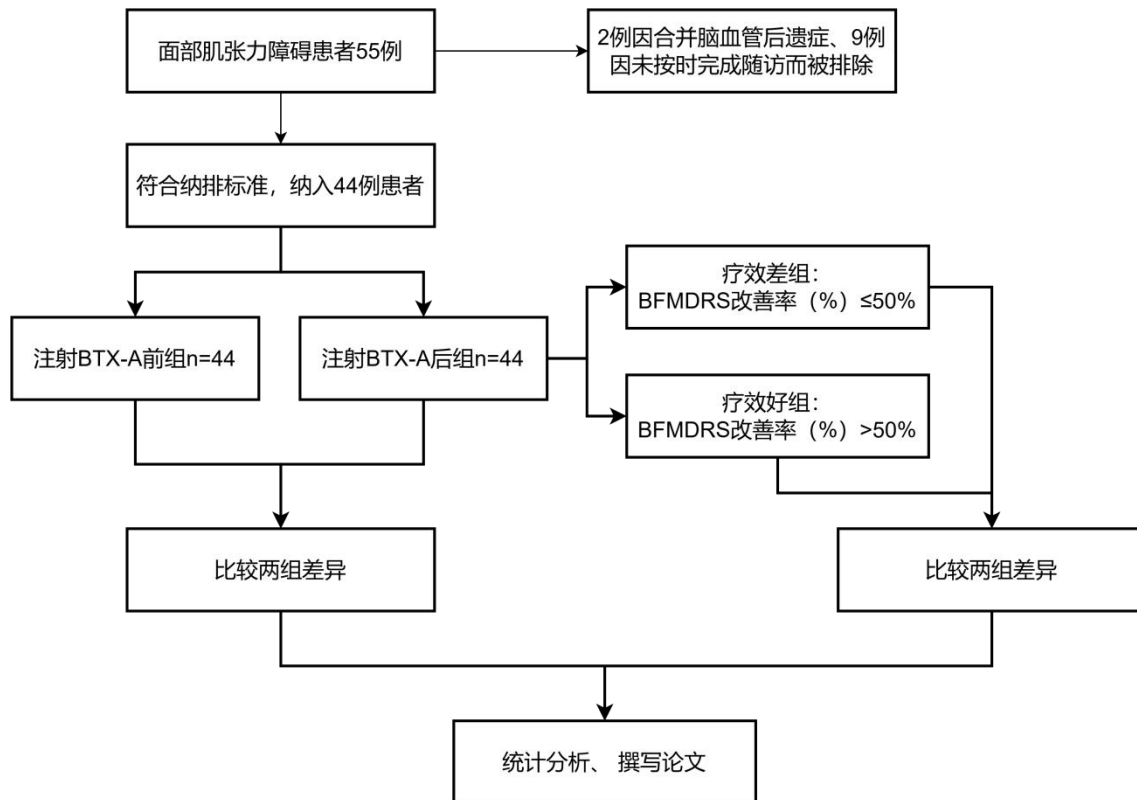 面部肌张力障碍患者55例
2例因合并脑血管后遗症、9例
因未按时完成随访而被排除
符合纳排标准，纳入44例患者
疗效差组：
BFMDRS改善率（%）≤50%
注射BTX-A前组n=44
注射BTX-A后组n=44
疗效好组：
BFMDRS改善率（%）>50%
比较两组差异
比较两组差异
统计分析、 撰写论文